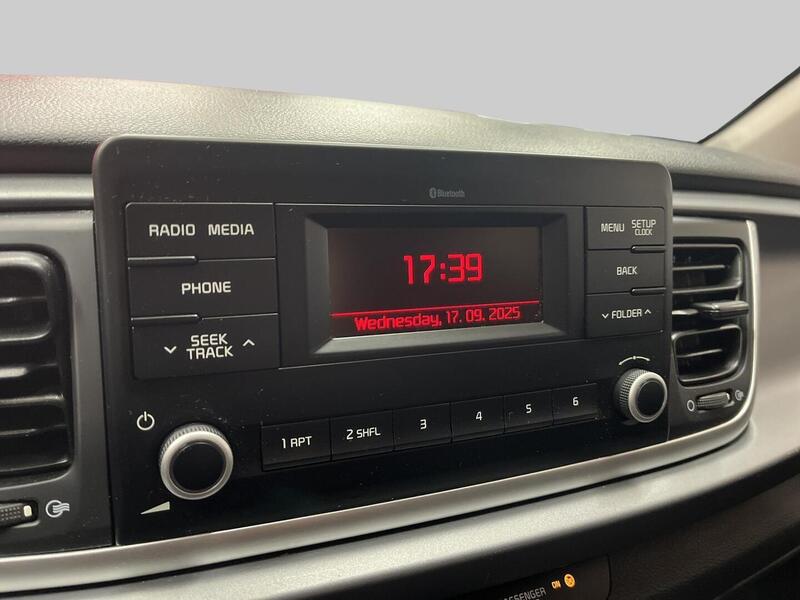 Bluetooth
RADIO MEDIA
PHONE
SEEK
TRACK
17:39
Wednesday, 17. 09. 2025
MENU SETUP
CLOCK
BACK
FOLDER
1 RPT 2 SHFL 3 4 5 6
ON